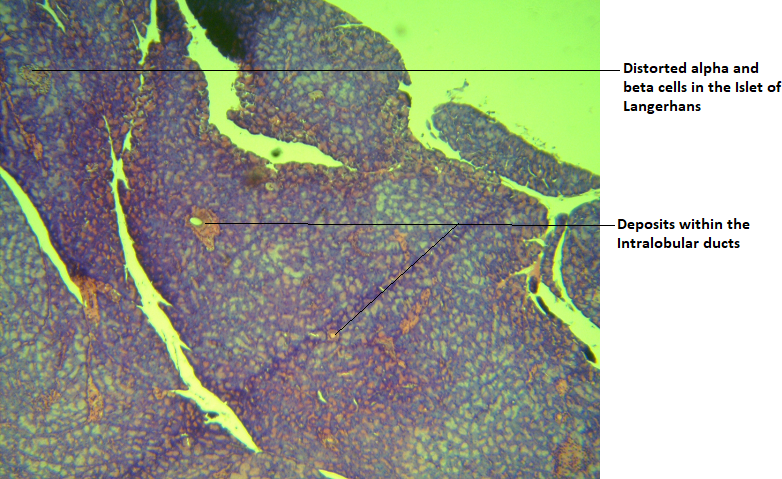 Distorted alpha and
beta cells in the Islet of
Langerhans
Deposits within the
Intralobular ducts